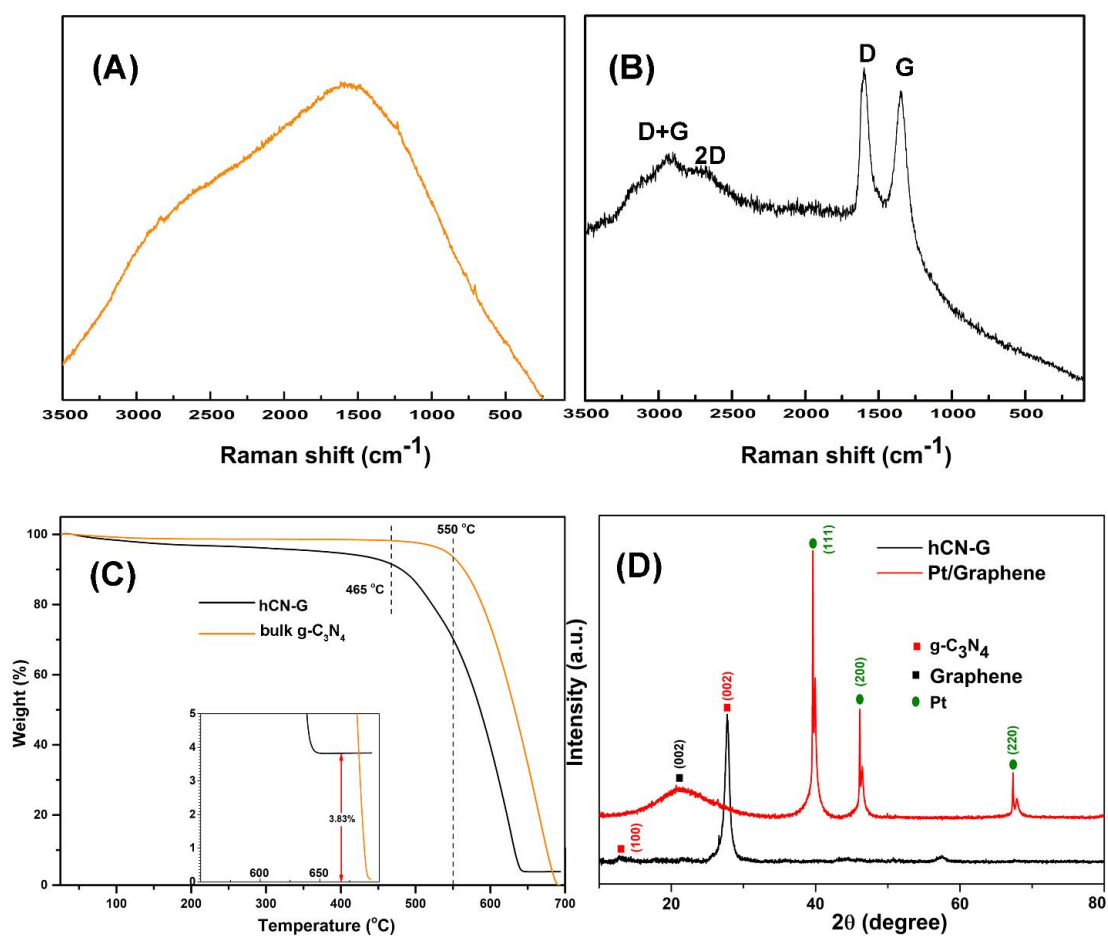 (A)
3500 3000 2500 2000 1500 1000 500
Raman shift (cm-1)
(B)
D
G
D+G
2D
3500 3000 2500 2000 1500 1000 500
Raman shift (cm-1)
(C)
550 °C
465 °C
hCN-G
bulk g-C3N4
Weight (%)
100
80
60
40
20
0
5
4
3
2
1
0
3.83%
600 650
100 200 300 400 500 600 700
Temperature (°C)
(D)
hCN-G
Pt/Graphene
g-C3N4
Graphene
Pt
(111)
(200)
(220)
(002)
(002)
(100)
Intensity (a.u.)
20 40 60 80
2θ (degree)